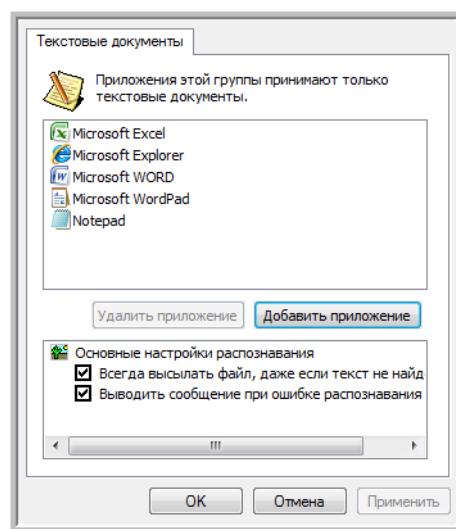 Текстовые документы
Приложения этой группы принимают только
текстовые документы.
Microsoft Excel
Microsoft Explorer
Microsoft WORD
Microsoft WordPad
Notepad
Удалить приложение Добавить приложение
Основные настройки распознавания
Всегда высылать файл, даже если текст не найд
Выводить сообщение при ошибке распознавания
OK Отмена Применить